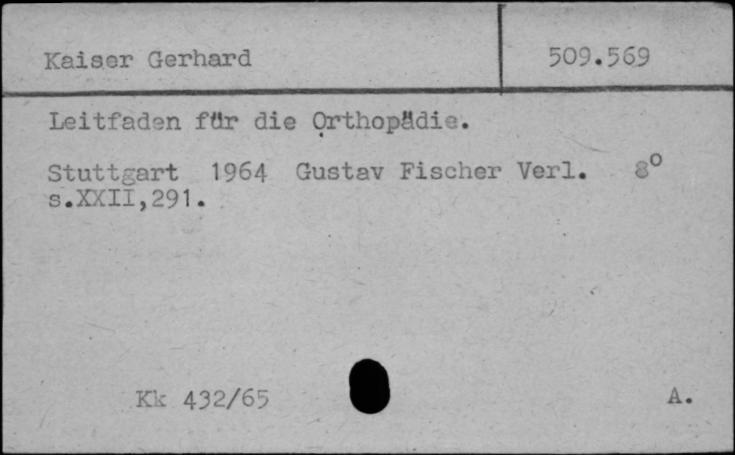 Kaiser Gerhard 509.569
Leitfaden für die Orthopädie.
Stuttgart 1964 Gustav Fischer Verl. 8°
s.XXII,291.
Kk 432/65 A.